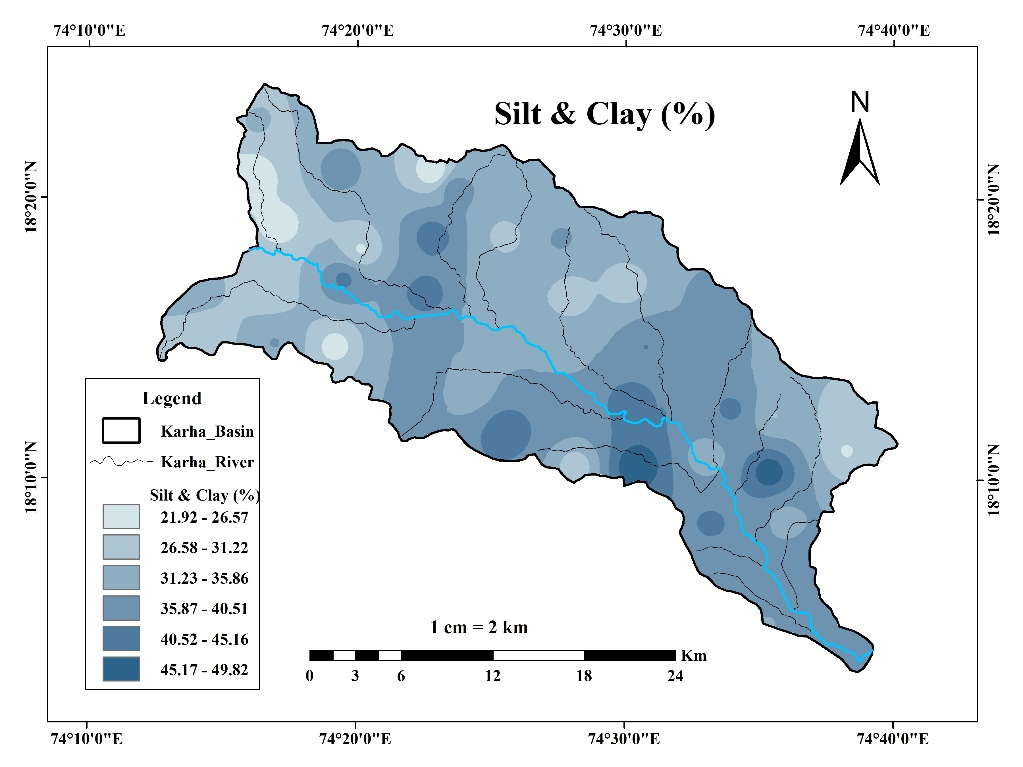 74°10'0"E 74°20'0"E 74°30'0"E 74°40'0"E
Silt & Clay (%)
N
18°20'0"N 18°20'0"N
18°10'0"N 18°10'0"N
Legend
Karha_Basin
Karha_River
Silt & Clay (%)
21.92 - 26.57
26.58 - 31.22
31.23 - 35.86
35.87 - 40.51
40.52 - 45.16
45.17 - 49.82
1 cm = 2 km
Km
0 3 6 12 18 24
74°10'0"E 74°20'0"E 74°30'0"E 74°40'0"E